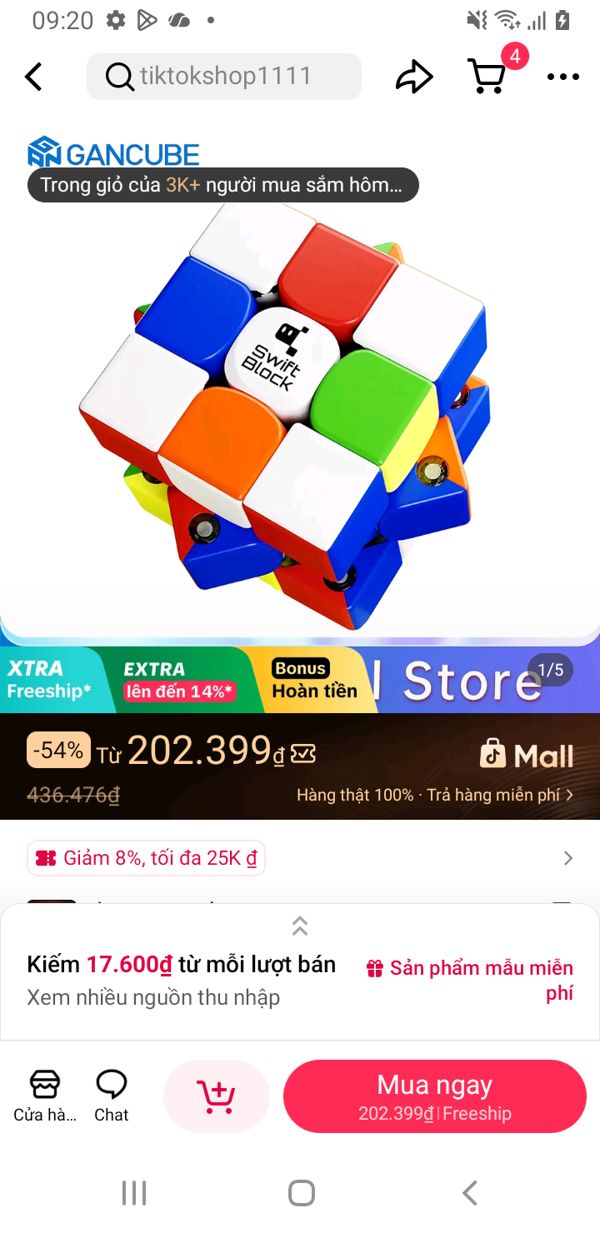 09:20
tiktokshop1111
4
GANCUBE
Trong giỏ của 3K+ người mua sắm hôm...
Swift
Block
XTRA
Freeship*
EXTRA
lên đến 14%*
Bonus
Hoàn tiền
l Store
1/5
-54% Từ 202.399₫
Mall
436.476₫
Hàng thật 100% · Trả hàng miễn phí >
Giảm 8%, tối đa 25K ₫
Kiếm 17.600₫ từ mỗi lượt bán
Xem nhiều nguồn thu nhập
Sản phẩm mẫu miễn
phí
Cửa hà...
Chat
Mua ngay
202.399₫ | Freeship